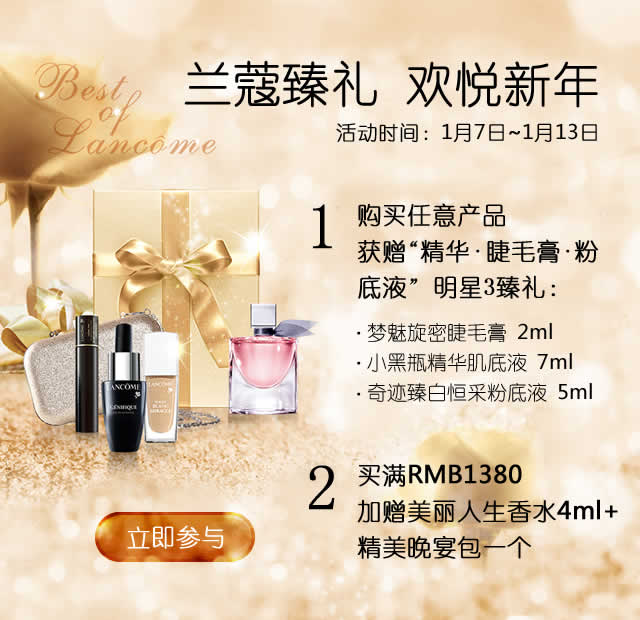 Best
of
Lancôme
兰蔻臻礼 欢悦新年
活动时间：1月7日~1月13日
1
购买任意产品
获赠“精华·睫毛膏·粉
底液”明星3臻礼：
·梦魅旋密睫毛膏 2ml
·小黑瓶精华肌底液 7ml
·奇迹臻白恒采粉底液 5ml
LANCÔME
GÉNIFIQUE
LANCÔME
BLANC
MIRACLE
2
买满RMB1380
加赠美丽人生香水4ml+
精美晚宴包一个
立即参与